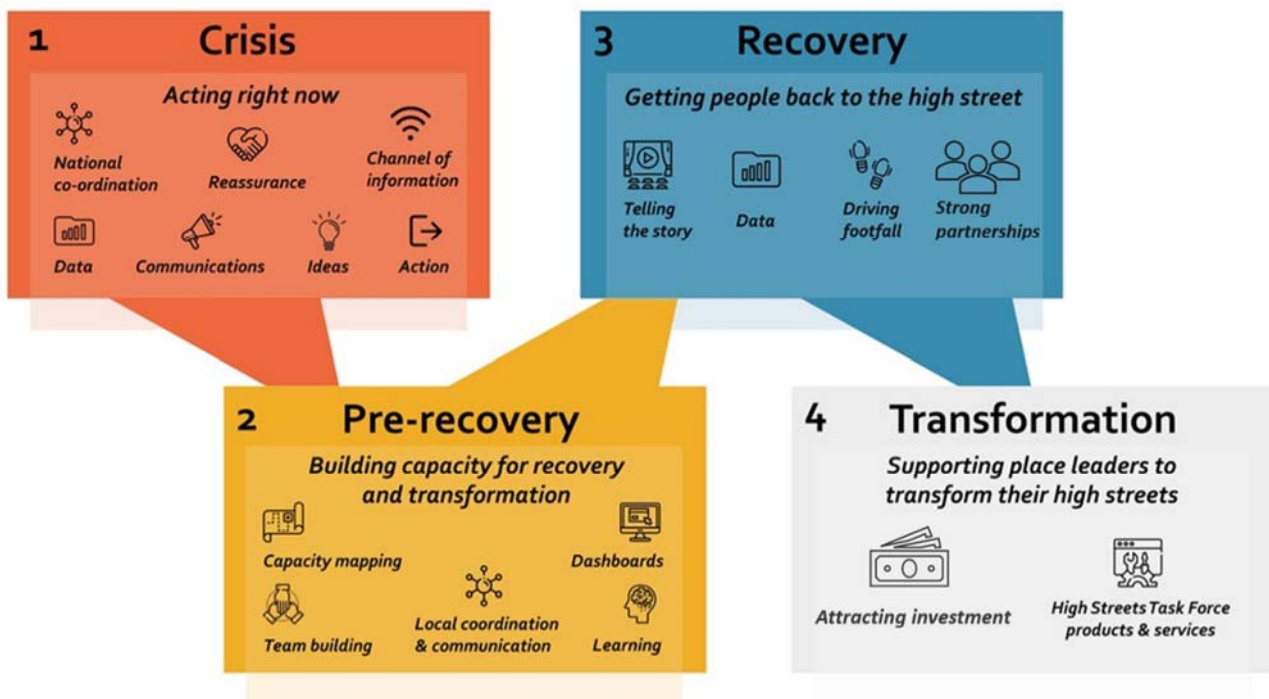 1 Crisis
Acting right now
National
co-ordination
Reassurance
Channel of
information
Data
Communications
Ideas
Action
2 Pre-recovery
Building capacity for recovery
and transformation
Capacity mapping
Dashboards
Team building
Local coordination
& communication
Learning
3 Recovery
Getting people back to the high street
Telling
the story
Data
Driving
footfall
Strong
partnerships
4 Transformation
Supporting place leaders to
transform their high streets
Attracting investment
High Streets Task Force
products & services